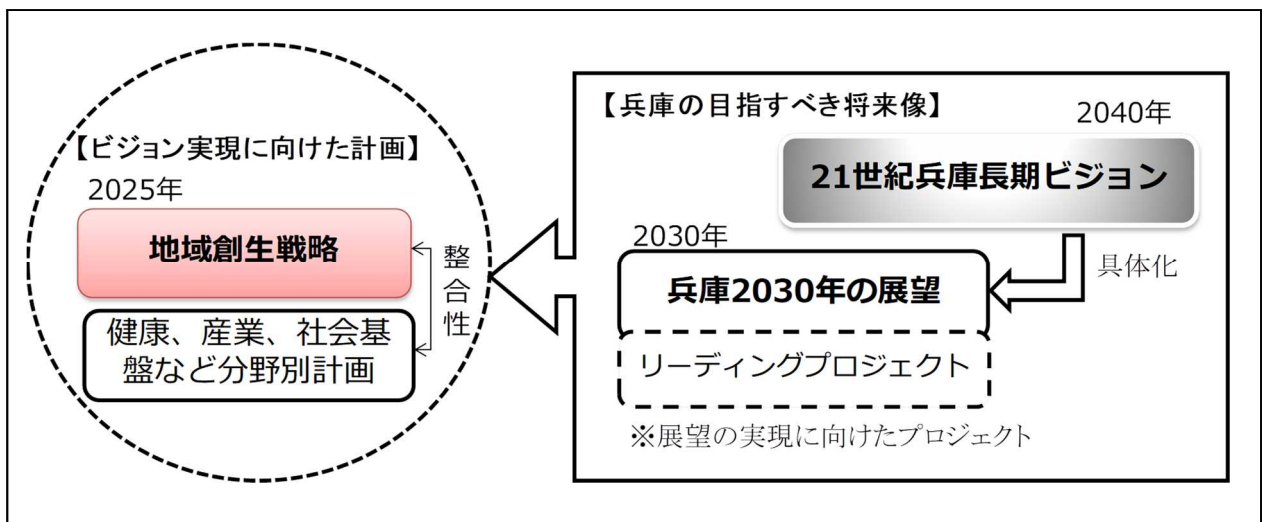 【ビジョン実現に向けた計画】
2025年
地域創生戦略
整合性
健康、産業、社会基
盤など分野別計画
【兵庫の目指すべき将来像】
2040年
21世紀兵庫長期ビジョン
具体化
2030年
兵庫2030年の展望
リーディングプロジェクト
※展望の実現に向けたプロジェクト